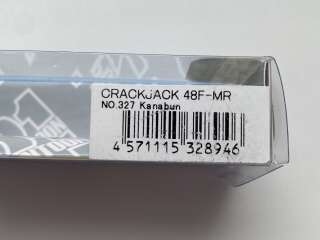 CRACKJACK 48F-MR
NO.327 Kanabun
4 571115 328946